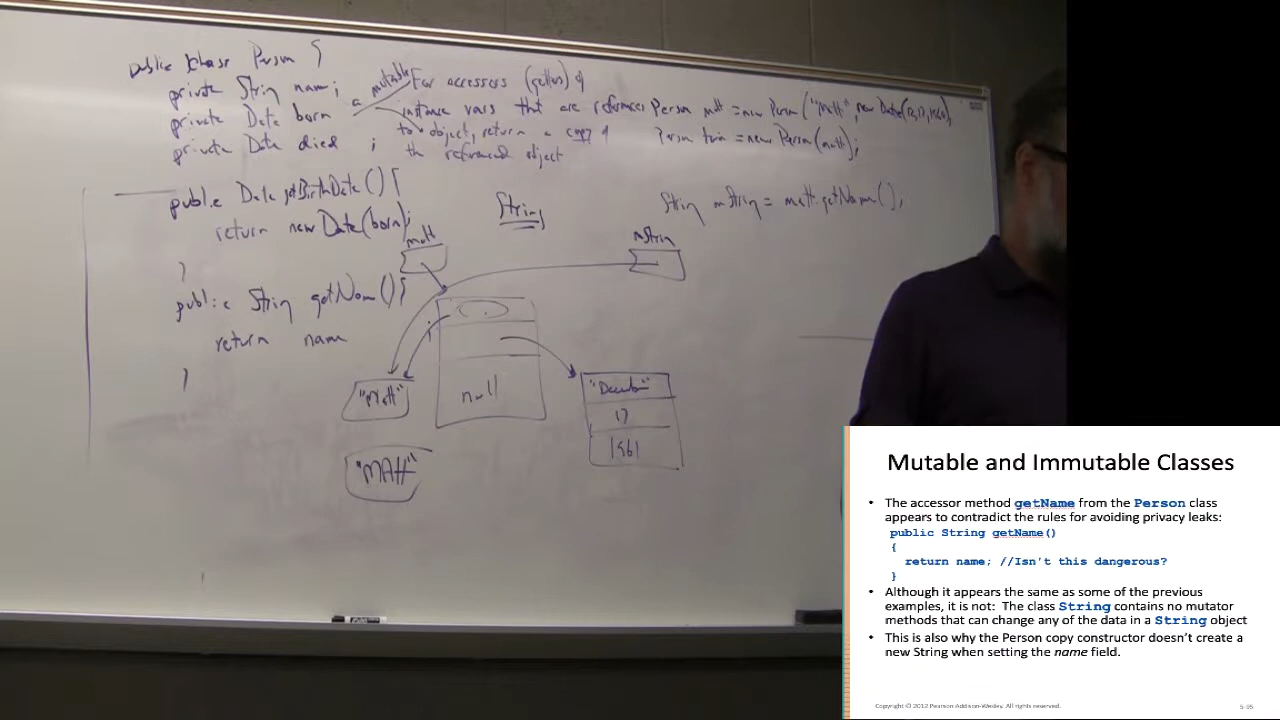 public class Person {
private String name;
private Date born
private Date died ;
a mutable
For accessors (getters) of
instance vars that are references
to object, return a copy of
the referenced object
Person matt = new Person ("Matt", new Date(
Person twin = new Person(matt);
public Date getBirthDate() {
return new Date(born);
}
public String getName() {
return name
}
String
String mString = matt.getName();
matt
mString
"Matt"
null
"MAtt"
17
1961
Mutable and Immutable Classes
• The accessor method getName from the Person class
appears to contradict the rules for avoiding privacy leaks:
public String getName()
{
return name; //Isn't this dangerous?
}
• Although it appears the same as some of the previous
examples, it is not: The class String contains no mutator
methods that can change any of the data in a String object
• This is also why the Person copy constructor doesn't create a
new String when setting the name field.
Copyright © 2012 Pearson Addison-Wesley. All rights reserved.